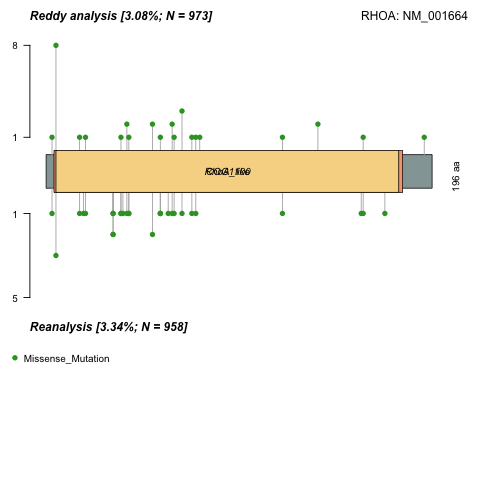 Reddy analysis [3.08%; N = 973]
RHOA: NM_001664
8
1
196 aa
1
5
Reanalysis [3.34%; N = 958]
Missense_Mutation